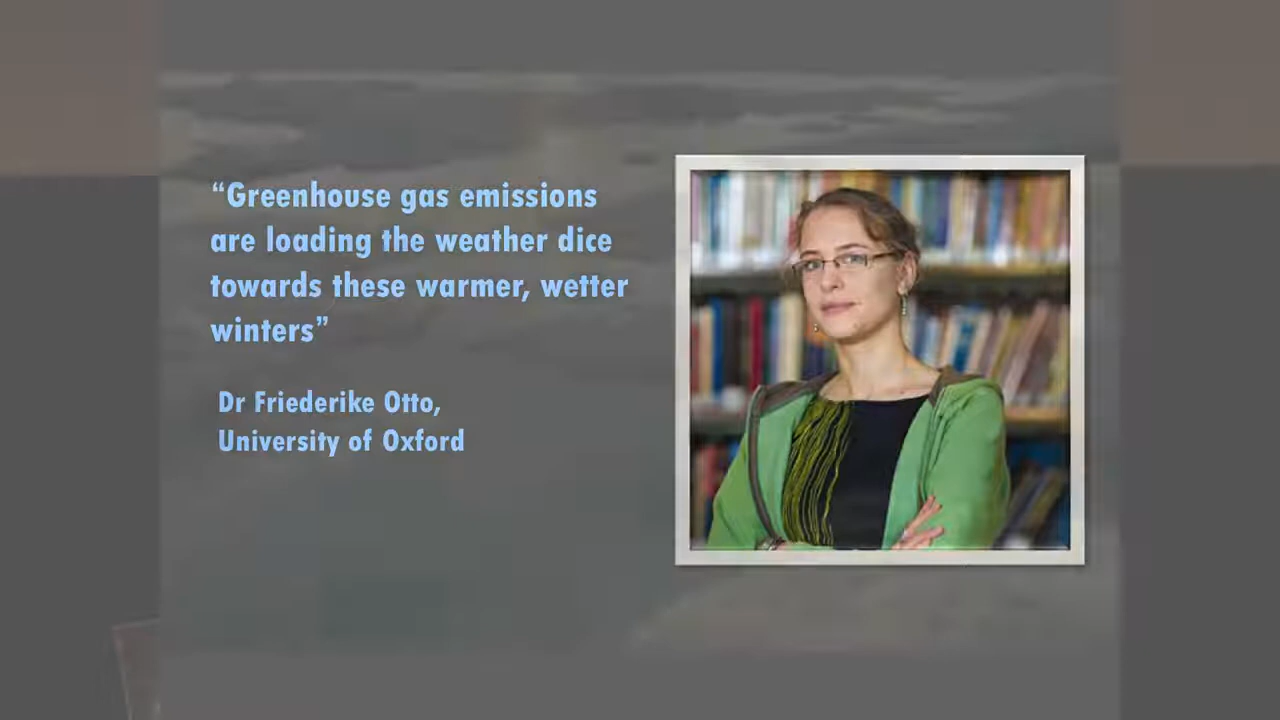 “Greenhouse gas emissions
are loading the weather dice
towards these warmer, wetter
winters”
Dr Friederike Otto,
University of Oxford